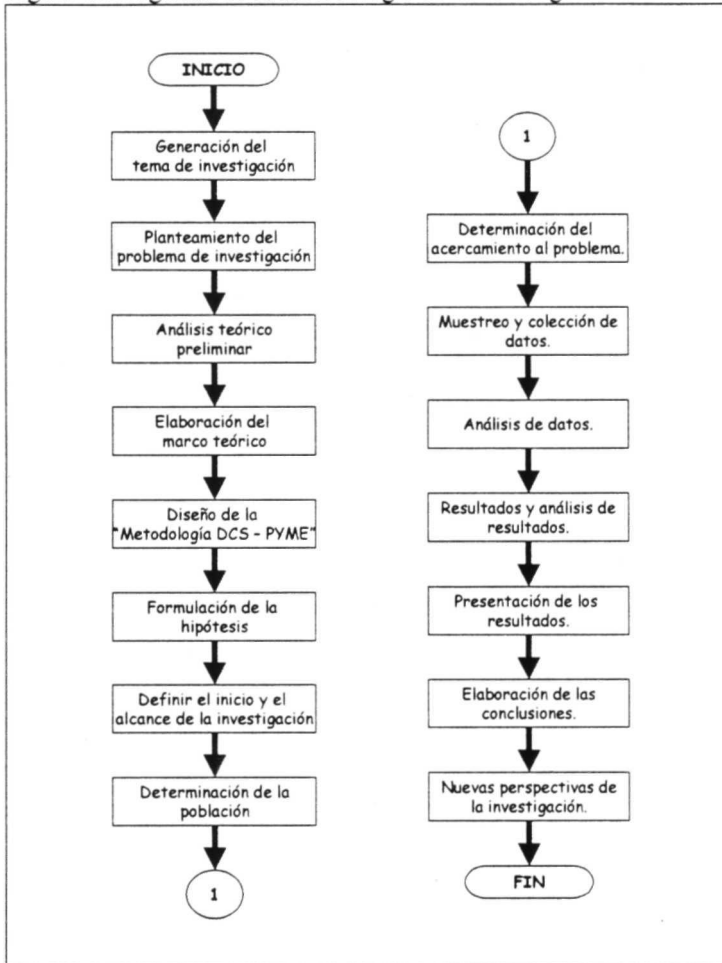 INICIO
Generación del
tema de investigación
Planteamiento del
problema de investigación
Análisis teórico
preliminar
Elaboración del
marco teórico
Diseño de la
"Metodología DCS - PYME"
Formulación de la
hipótesis
Definir el inicio y el
alcance de la investigación
Determinación de la
población
1
1
Determinación del
acercamiento al problema.
Muestreo y colección de
datos.
Análisis de datos.
Resultados y análisis de
resultados.
Presentación de los
resultados.
Elaboración de las
conclusiones.
Nuevas perspectivas de
la investigación.
FIN